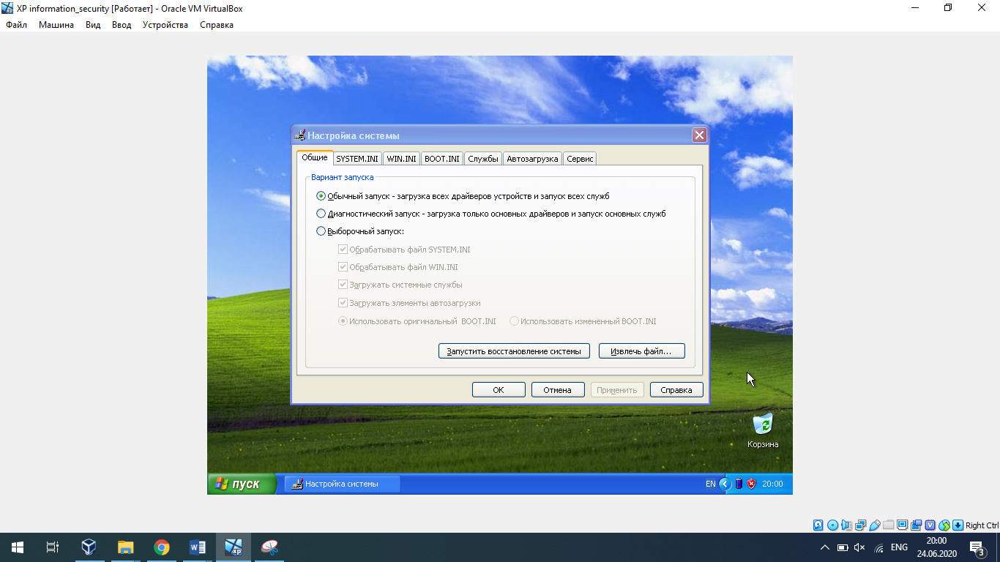 XP information_security [Работает] - Oracle VM VirtualBox
Файл Машина Вид Ввод Устройства Справка
Настройка системы
Общие SYSTEM.INI WIN.INI BOOT.INI Службы Автозагрузка Сервис
Вариант запуска
Обычный запуск - загрузка всех драйверов устройств и запуск всех служб
Диагностический запуск - загрузка только основных драйверов и запуск основных служб
Выборочный запуск:
Обрабатывать файл SYSTEM.INI
Обрабатывать файл WIN.INI
Загружать системные службы
Загружать элементы автозагрузки
Использовать оригинальный BOOT.INI Использовать измененный BOOT.INI
Запустить восстановление системы Извлечь файл...
ОК Отмена Применить Справка
Корзина
пуск Настройка системы EN 20:00
Right Ctrl
W xp ENG 20:00
24.06.2020 3